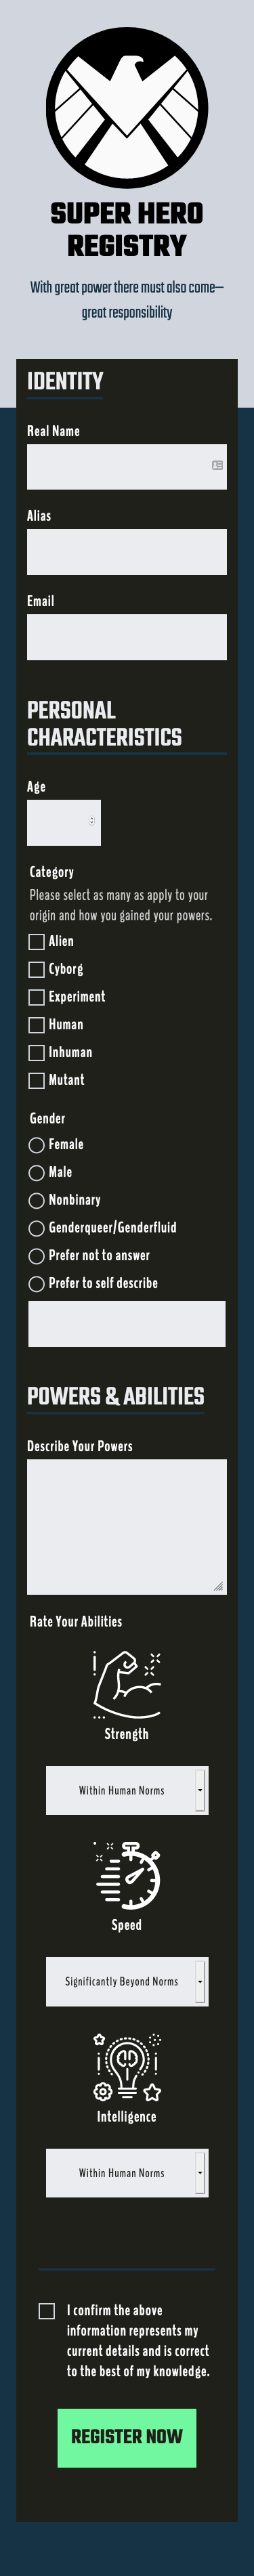 SUPER HERO
REGISTRY
With great power there must also come—
great responsibility
IDENTITY
Real Name
Alias
Email
PERSONAL
CHARACTERISTICS
Age
Category
Please select as many as apply to your
origin and how you gained your powers.
Alien
Cyborg
Experiment
Human
Inhuman
Mutant
Gender
Female
Male
Nonbinary
Genderqueer/Genderfluid
Prefer not to answer
Prefer to self describe
POWERS & ABILITIES
Describe Your Powers
Rate Your Abilities
Strength
Within Human Norms
Speed
Significantly Beyond Norms
Intelligence
Within Human Norms
I confirm the above
information represents my
current details and is correct
to the best of my knowledge.
REGISTER NOW